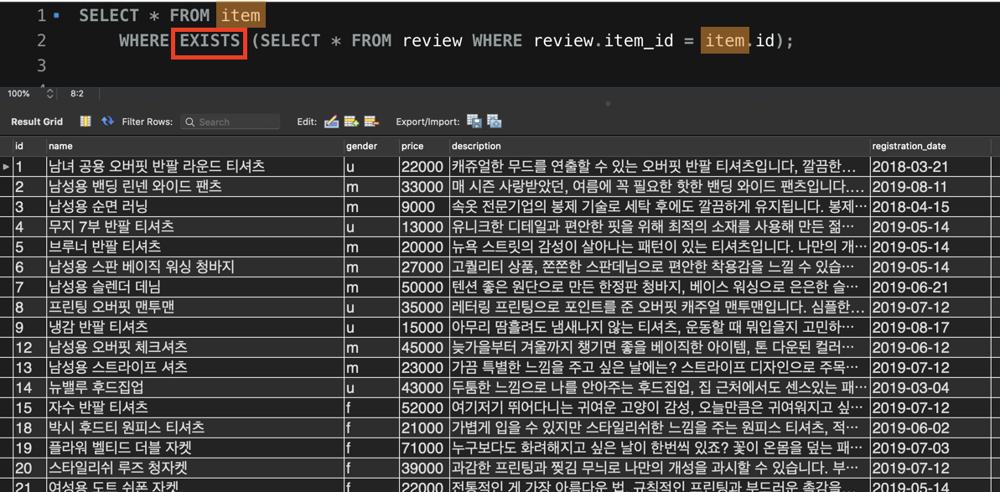 1 SELECT * FROM item
2 WHERE EXISTS (SELECT * FROM review WHERE review.item_id = item.id);
3
100% 8:2
Result Grid Filter Rows: Search Edit: Export/Import:
id name gender price description registration_date
1 남녀 공용 오버핏 반팔 라운드 티셔츠 u 22000 캐쥬얼한 무드를 연출할 수 있는 오버핏 반팔 티셔츠입니다, 깔끔한... 2018-03-21
2 남성용 밴딩 린넨 와이드 팬츠 m 33000 매 시즌 사랑받았던, 여름에 꼭 필요한 핫한 밴딩 와이드 팬츠입니다.... 2019-08-11
3 남성용 순면 러닝 m 9000 속옷 전문기업의 봉제 기술로 세탁 후에도 깔끔하게 유지됩니다. 봉제... 2018-04-15
4 무지 7부 반팔 티셔츠 u 13000 유니크한 디테일과 편안한 핏을 위해 최적의 소재를 사용해 만든 젊... 2019-05-14
5 브루너 반팔 티셔츠 m 20000 뉴욕 스트릿의 감성이 살아나는 패턴이 있는 티셔츠입니다. 나만의 개... 2019-05-14
6 남성용 스판 베이직 워싱 청바지 m 27000 고퀄리티 상품, 쫀쫀한 스판데님으로 편안한 착용감을 느낄 수 있습... 2019-05-14
7 남성용 슬렌더 데님 m 50000 텐션 좋은 원단으로 만든 한정판 청바지, 베이스 워싱으로 은은한 슬... 2019-06-21
8 프린팅 오버핏 맨투맨 u 35000 레터링 프린팅으로 포인트를 준 오버핏 캐주얼 맨투맨입니다. 심플한... 2019-07-12
9 냉감 반팔 티셔츠 u 15000 아무리 땀흘려도 냄새나지 않는 티셔츠, 운동할 때 뭐입을지 고민하... 2019-08-17
12 남성용 오버핏 체크셔츠 m 45000 늦가을부터 겨울까지 챙기면 좋을 베이직한 아이템, 톤 다운된 컬러... 2019-06-12
13 남성용 스트라이프 셔츠 m 23000 가끔 특별한 느낌을 주고 싶은 날에는? 스트라이프 디자인으로 주목... 2019-07-12
14 뉴밸루 후드집업 u 43000 두툼한 느낌으로 나를 안아주는 후드집업, 집 근처에서도 센스있는 패... 2019-03-04
15 자수 반팔 티셔츠 f 52000 여기저기 뛰어다니는 귀여운 고양이 감성, 오늘만큼은 귀여워지고 싶... 2019-07-12
18 박시 후드티 원피스 티셔츠 f 21000 가볍게 입을 수 있지만 스타일리쉬한 느낌을 주는 원피스 티셔츠, 적... 2019-06-02
19 플라워 벨티드 더블 자켓 f 71000 누구보다도 화려해지고 싶은 날이 한번씩 있죠? 꽃이 온몸을 덮는 패... 2019-07-03
20 스타일리쉬 루즈 청자켓 f 39000 과감한 프린팅과 찢김 무늬로 나만의 개성을 과시할 수 있습니다. 부... 2019-07-12
21 여성용 도트 쉬폰 자켓 f 22000 전통적인 게 가장 아름다운 법, 규칙적인 프린팅과 부드러운 촉감을... 2019-05-14